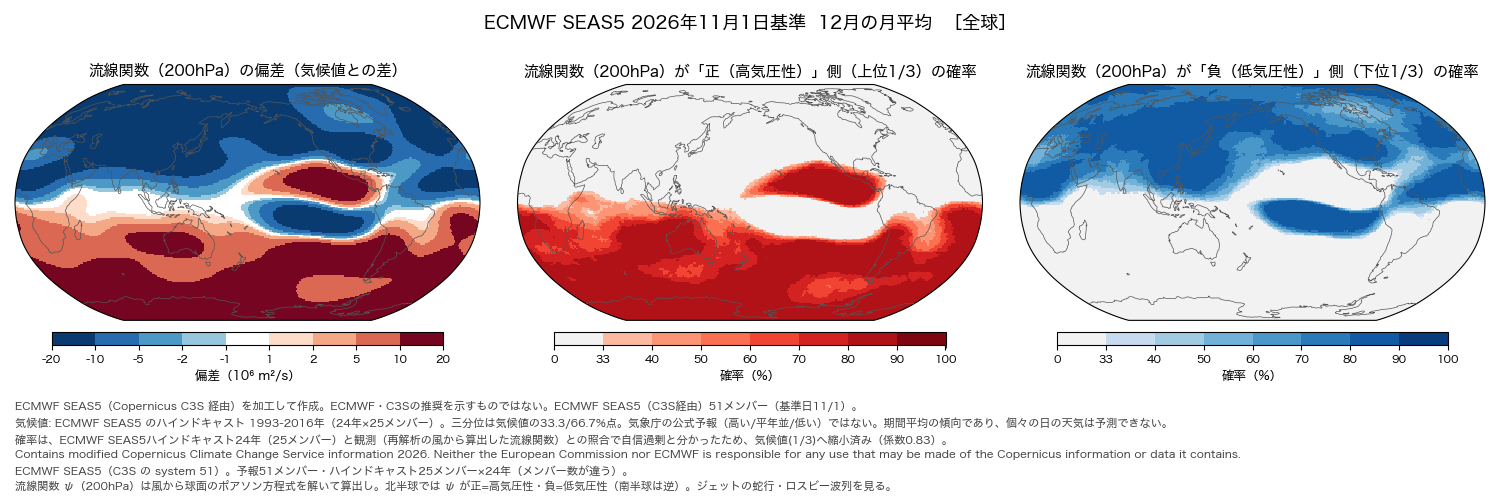 ECMWF SEAS5 2026年11月1日基準 12月の月平均 ［全球］
流線関数（200hPa）の偏差（気候値との差）
流線関数（200hPa）が「正（高気圧性）」側（上位1/3）の確率
流線関数（200hPa）が「負（低気圧性）」側（下位1/3）の確率
-20 -10 -5 -2 -1 1 2 5 10 20
偏差（10⁶ m²/s）
0 33 40 50 60 70 80 90 100
確率（%）
0 33 40 50 60 70 80 90 100
確率（%）
ECMWF SEAS5（Copernicus C3S 経由）を加工して作成。ECMWF・C3Sの推奨を示すものではない。ECMWF SEAS5（C3S経由）51メンバー（基準日11/1）。
気候値: ECMWF SEAS5 のハインドキャスト 1993-2016年（24年×25メンバー）。三分位は気候値の33.3/66.7%点。気象庁の公式予報（高い/平年並/低い）ではない。期間平均の傾向であり、個々の日の天気は予測できない。
確率は、ECMWF SEAS5ハインドキャスト24年（25メンバー）と観測（再解析の風から算出した流線関数）との照合で自信過剰と分かったため、気候値(1/3)へ縮小済み（係数0.83）。
Contains modified Copernicus Climate Change Service information 2026. Neither the European Commission nor ECMWF is responsible for any use that may be made of the Copernicus information or data it contains.
ECMWF SEAS5（C3S の system 51）。予報51メンバー・ハインドキャスト25メンバー×24年（メンバー数が違う）。
流線関数 ψ（200hPa）は風から球面のポアソン方程式を解いて算出し。北半球では ψ が正=高気圧性・負=低気圧性（南半球は逆）。ジェットの蛇行・ロスビー波列を見る。